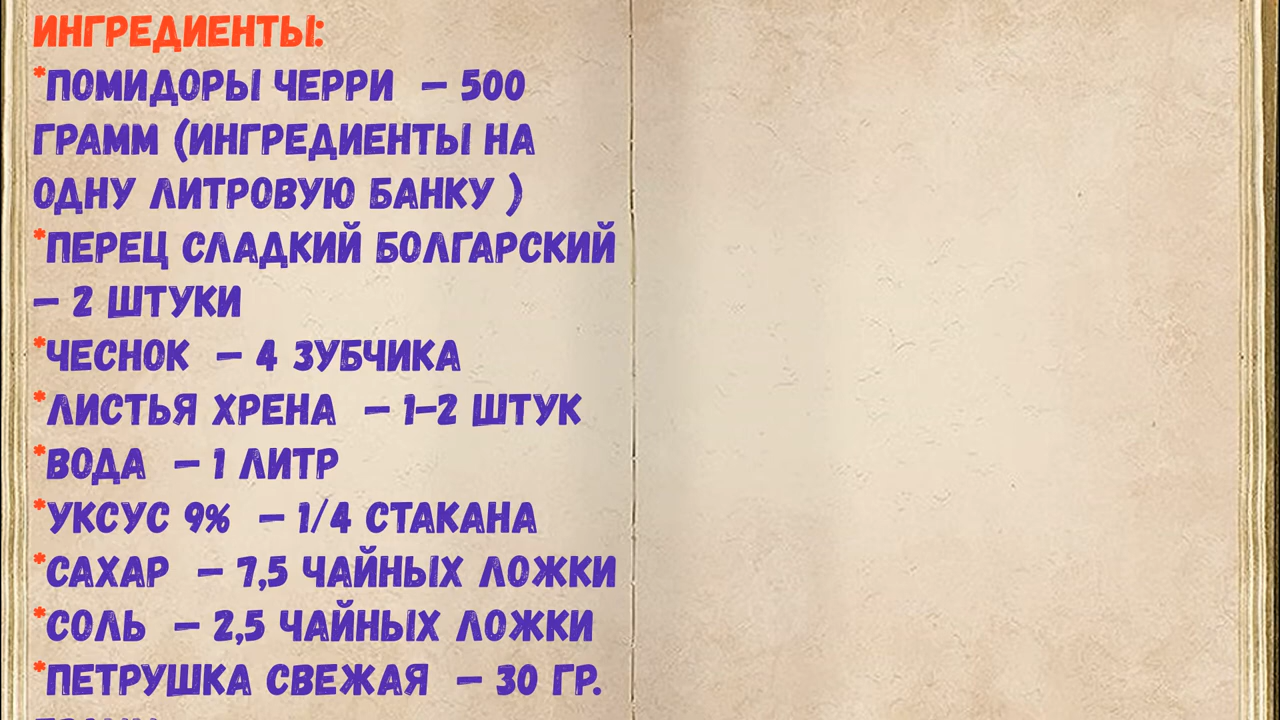 ИНГРЕДИЕНТЫ:
*ПОМИДОРЫ ЧЕРРИ – 500
ГРАММ (ИНГРЕДИЕНТЫ НА
ОДНУ ЛИТРОВУЮ БАНКУ )
*ПЕРЕЦ СЛАДКИЙ БОЛГАРСКИЙ
– 2 ШТУКИ
*ЧЕСНОК – 4 ЗУБЧИКА
*ЛИСТЬЯ ХРЕНА – 1-2 ШТУК
*ВОДА – 1 ЛИТР
*УКСУС 9% – 1/4 СТАКАНА
*САХАР – 7,5 ЧАЙНЫХ ЛОЖКИ
*СОЛЬ – 2,5 ЧАЙНЫХ ЛОЖКИ
*ПЕТРУШКА СВЕЖАЯ – 30 ГР.